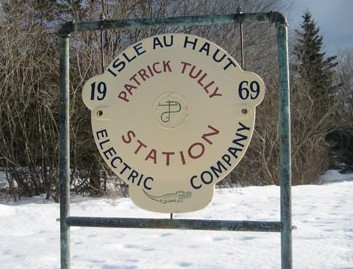 ISLE AU HAUT
19 PATRICK TULLY 69
STATION
ELECTRIC COMPANY